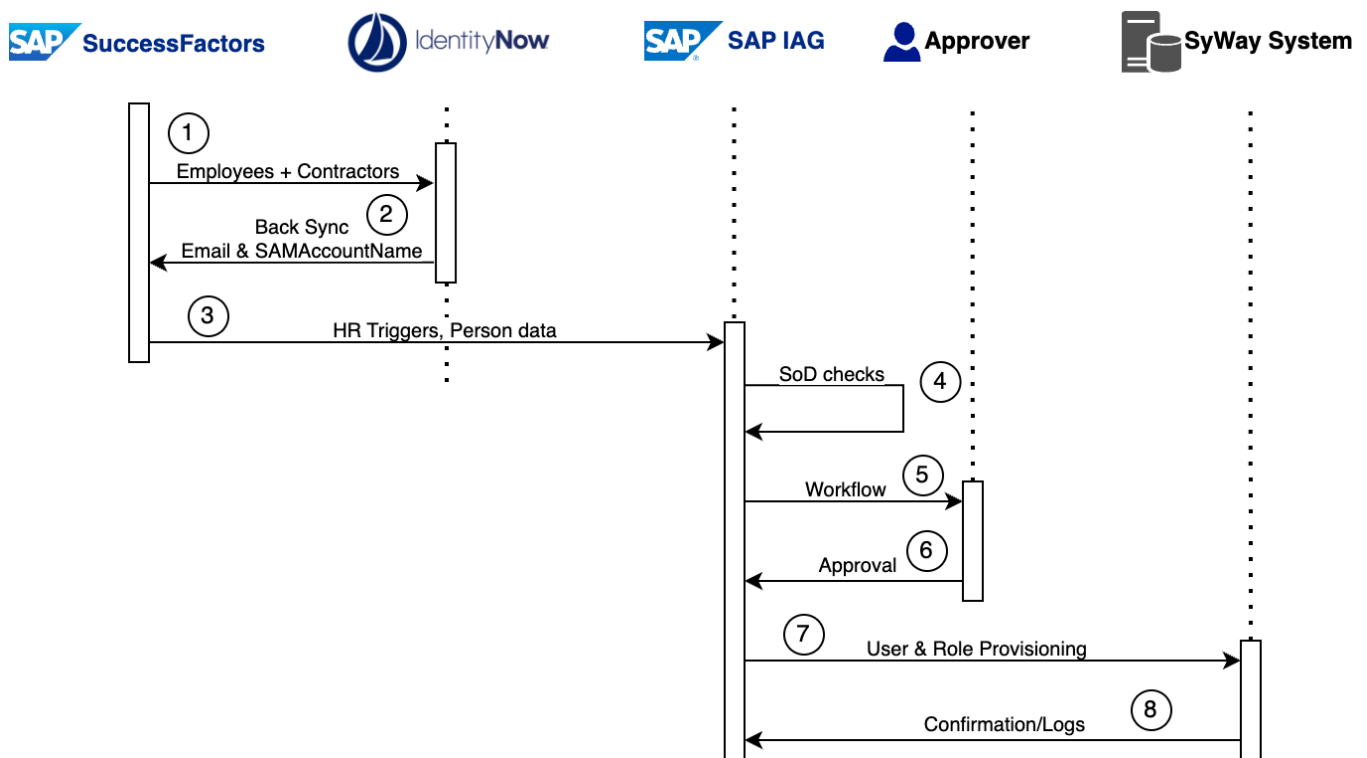 SAP SuccessFactors
IdentityNow
SAP SAP IAG
Approver
SyWay System
1
Employees + Contractors
2
Back Sync
Email & SAMAccountName
3
HR Triggers, Person data
SoD checks
4
5
Workflow
6
Approval
7
User & Role Provisioning
8
Confirmation/Logs